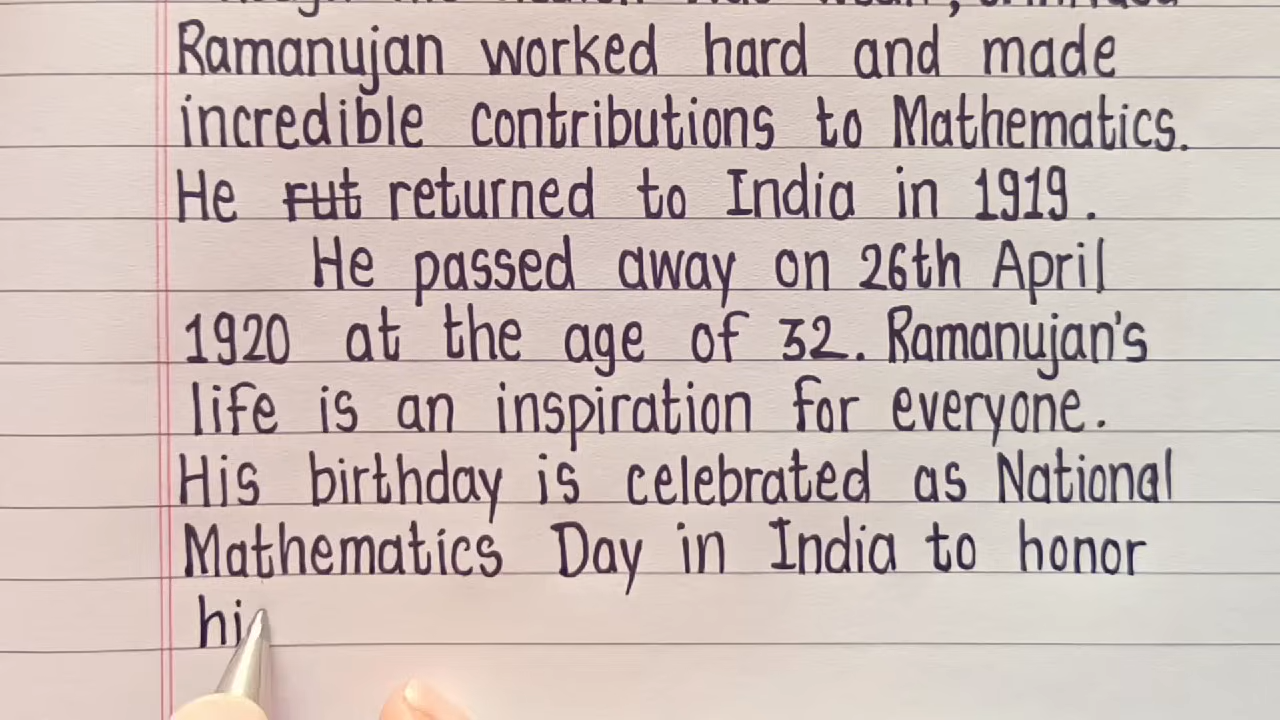 Ramanujan worked hard and made
incredible contributions to Mathematics.
He rut returned to India in 1919.
He passed away on 26th April
1920 at the age of 32. Ramanujan's
life is an inspiration for everyone.
His birthday is celebrated as National
Mathematics Day in India to honor
hi